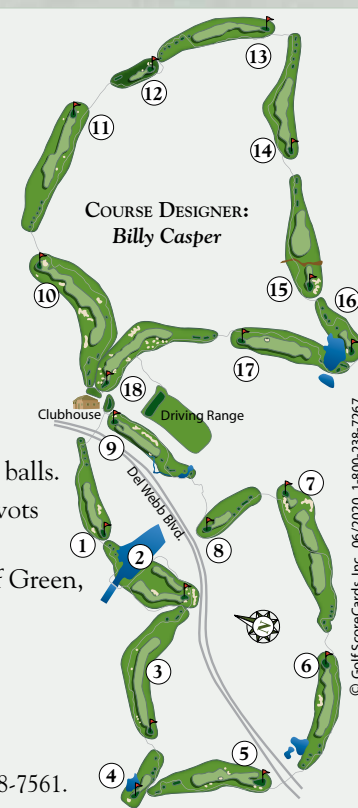 13
12
11
14
COURSE DESIGNER:
Billy Casper
10
15
16
17
18
Clubhouse
Driving Range
9
balls.
7
vots
Del Webb Blvd.
8
1
2
f Green,
N
3
6
5
4
8-7561.
© Golf ScoreCards, Inc. 06/2020 1-800-238-7267